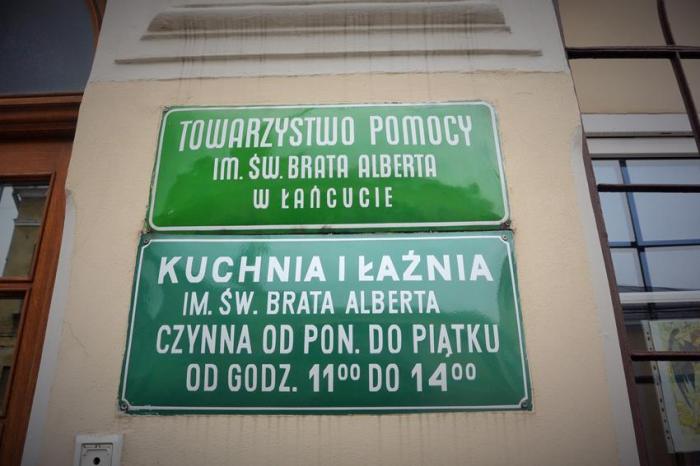 TOWARZYSTWO POMOCY
IM. ŚW. BRATA ALBERTA
W ŁAŃCUCIE
KUCHNIA I ŁAŹNIA
IM. ŚW. BRATA ALBERTA
CZYNNA OD PON. DO PIĄTKU
OD GODZ. 11⁰⁰ DO 14⁰⁰